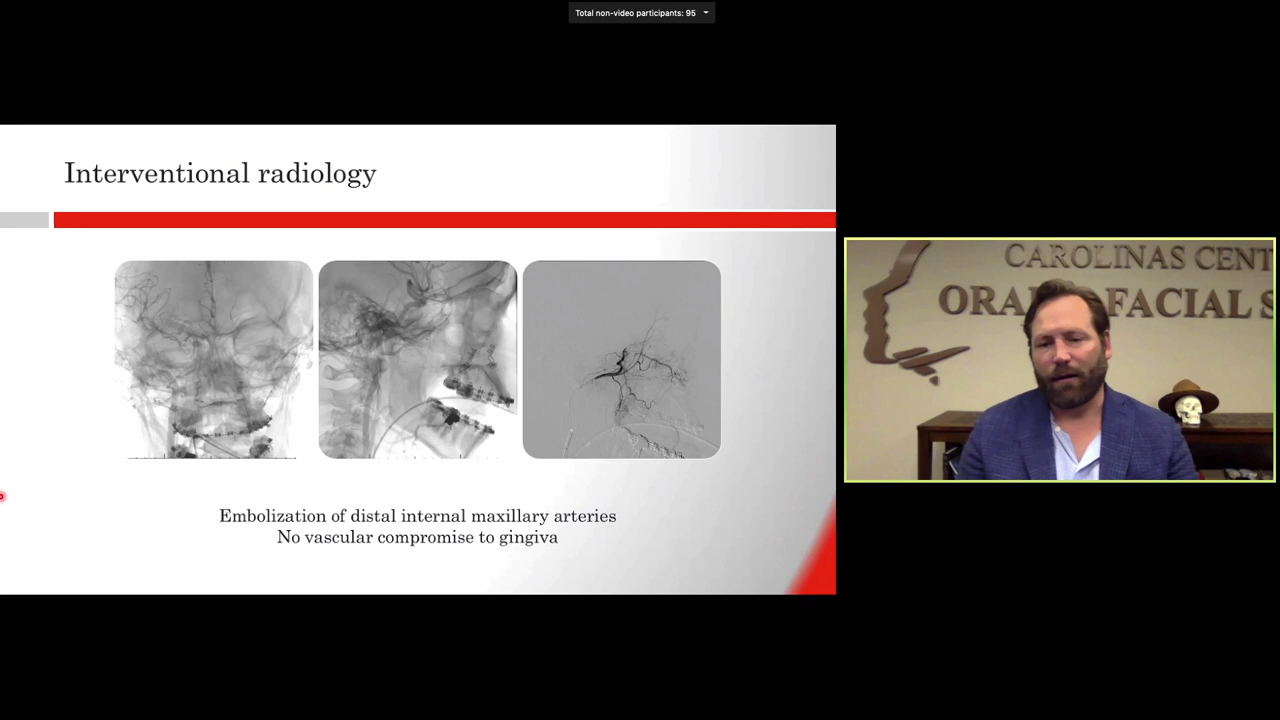 Total non-video participants: 95
Interventional radiology
CAROLINAS CENT
ORAL FACIAL S
Embolization of distal internal maxillary arteries
No vascular compromise to gingiva